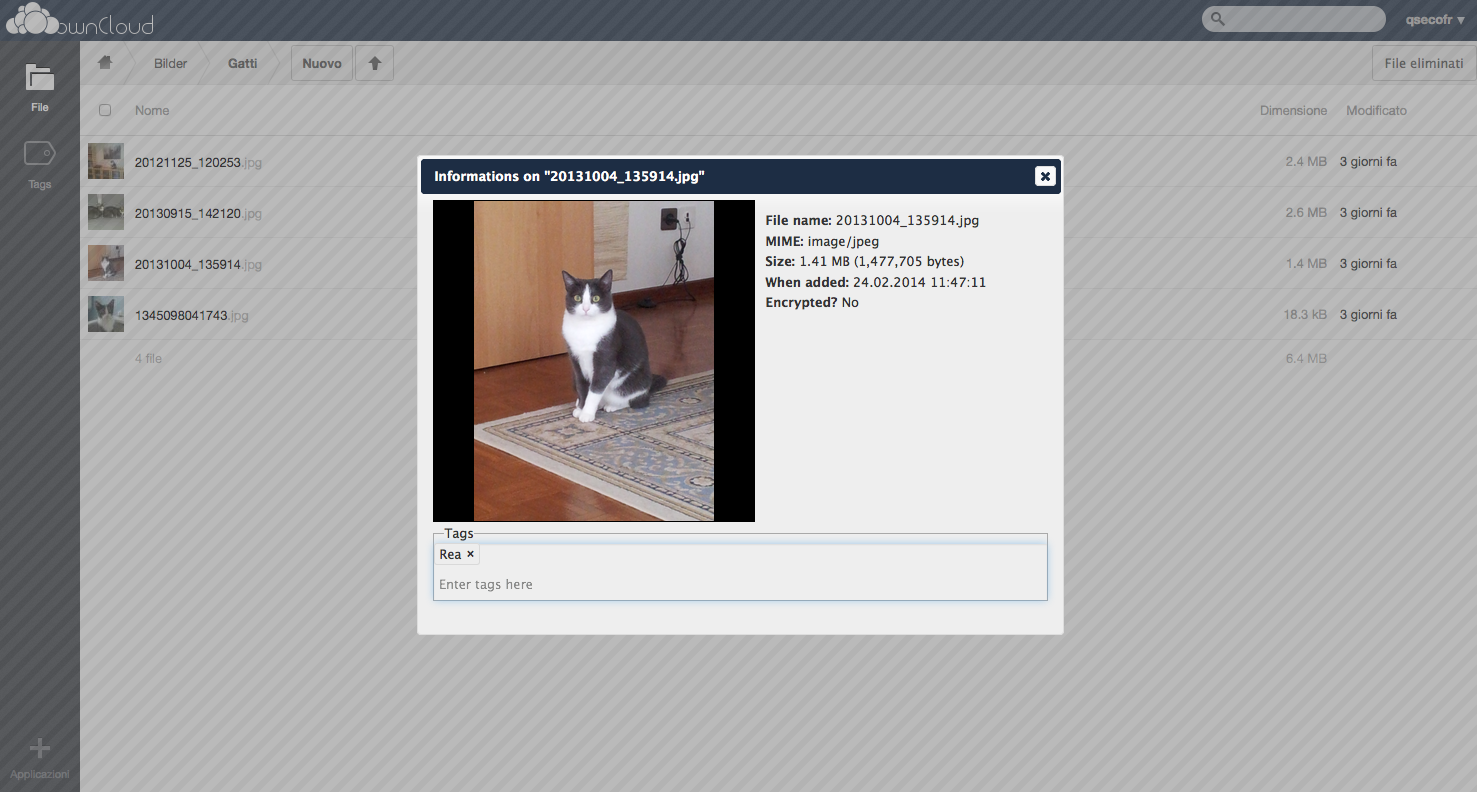 ownCloud
qsecofr ▼
Bilder Gatti Nuovo File eliminati
File
Tags
Applicazioni
Nome Dimensione Modificato
20121125_120253.jpg 2.4 MB 3 giorni fa
20130915_142120.jpg 2.6 MB 3 giorni fa
20131004_135914.jpg 1.4 MB 3 giorni fa
1345098041743.jpg 18.3 kB 3 giorni fa
4 file 6.4 MB
Informations on "20131004_135914.jpg"
File name: 20131004_135914.jpg
MIME: image/jpeg
Size: 1.41 MB (1,477,705 bytes)
When added: 24.02.2014 11:47:11
Encrypted? No
Tags
Rea ×
Enter tags here